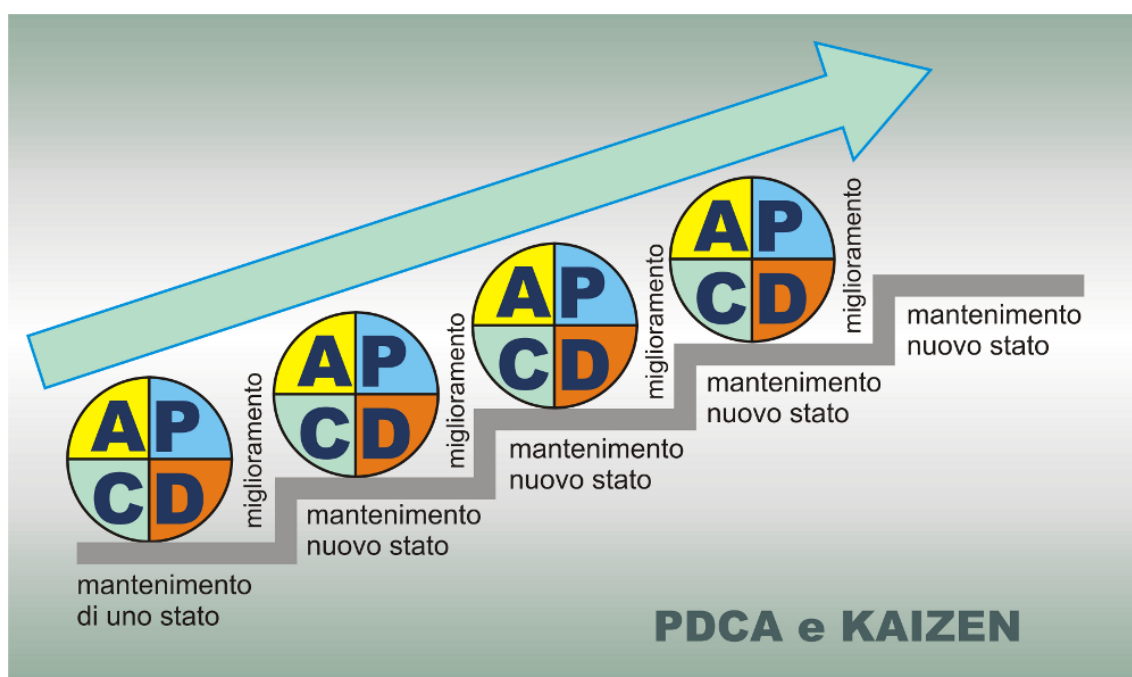 A P
C D
mantenimento
di uno stato
miglioramento
A P
C D
mantenimento
nuovo stato
miglioramento
A P
C D
mantenimento
nuovo stato
miglioramento
A P
C D
mantenimento
nuovo stato
miglioramento
mantenimento
nuovo stato
PDCA e KAIZEN